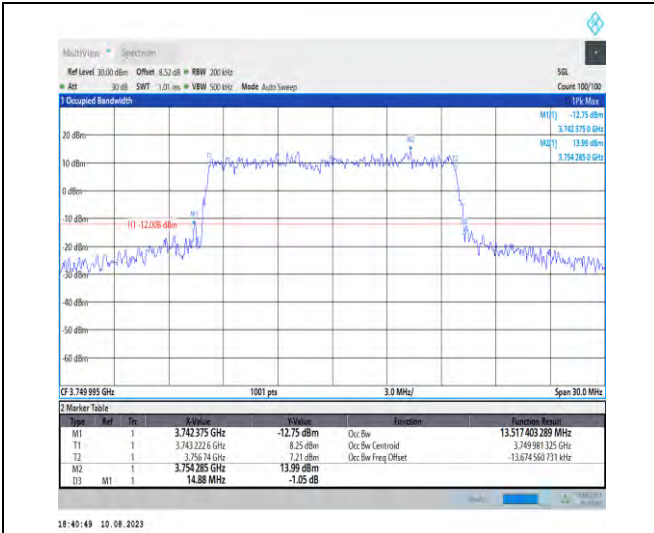 MultiView Spectrum
Ref Level 30.00 dBm Offset 8.52 dB RBW 200 kHz SGL
Att 30 dB SWT 1.01 ms VBW 500 kHz Mode Auto Sweep Count 100/100
1 Occupied Bandwidth 1Pk Max
M1[1] -12.75 dBm
3.742 375 0 GHz
M2[1] 13.99 dBm
3.754 285 0 GHz
20 dBm
M2
T1 T2
10 dBm
0 dBm
-10 dBm
M1
H1 -12.008 dBm
-20 dBm
-30 dBm
-40 dBm
-50 dBm
-60 dBm
CF 3.749 995 GHz 1001 pts 3.0 MHz/ Span 30.0 MHz
2 Marker Table
Type Ref Trc X-Value Y-Value Function Function Result
M1 1 3.742 375 GHz -12.75 dBm Occ Bw 13.517 403 289 MHz
T1 1 3.743 222 6 GHz 8.25 dBm Occ Bw Centroid 3.749 981 325 GHz
T2 1 3.756 74 GHz 7.21 dBm Occ Bw Freq Offset -13.674 560 731 kHz
M2 1 3.754 285 GHz 13.99 dBm
D3 M1 1 14.88 MHz -1.05 dB
18:40:49 10.08.2023